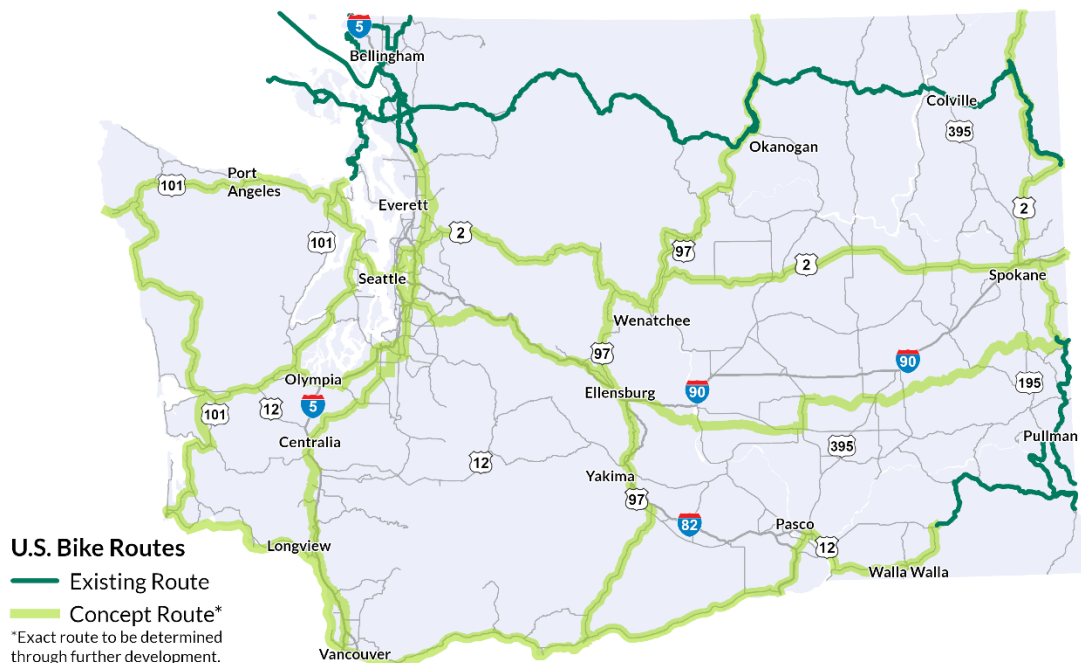 5
Bellingham
Colville
395
Okanogan
101
Port
Angeles
Everett
2
101
2
97
2
Seattle
Spokane
Wenatchee
97
90
Olympia
Ellensburg
90
195
101
12
5
Centralia
395
Pullman
12
Yakima
97
82
Pasco
12
Longview
Walla Walla
Vancouver
U.S. Bike Routes
Existing Route
Concept Route*
*Exact route to be determined
through further development.